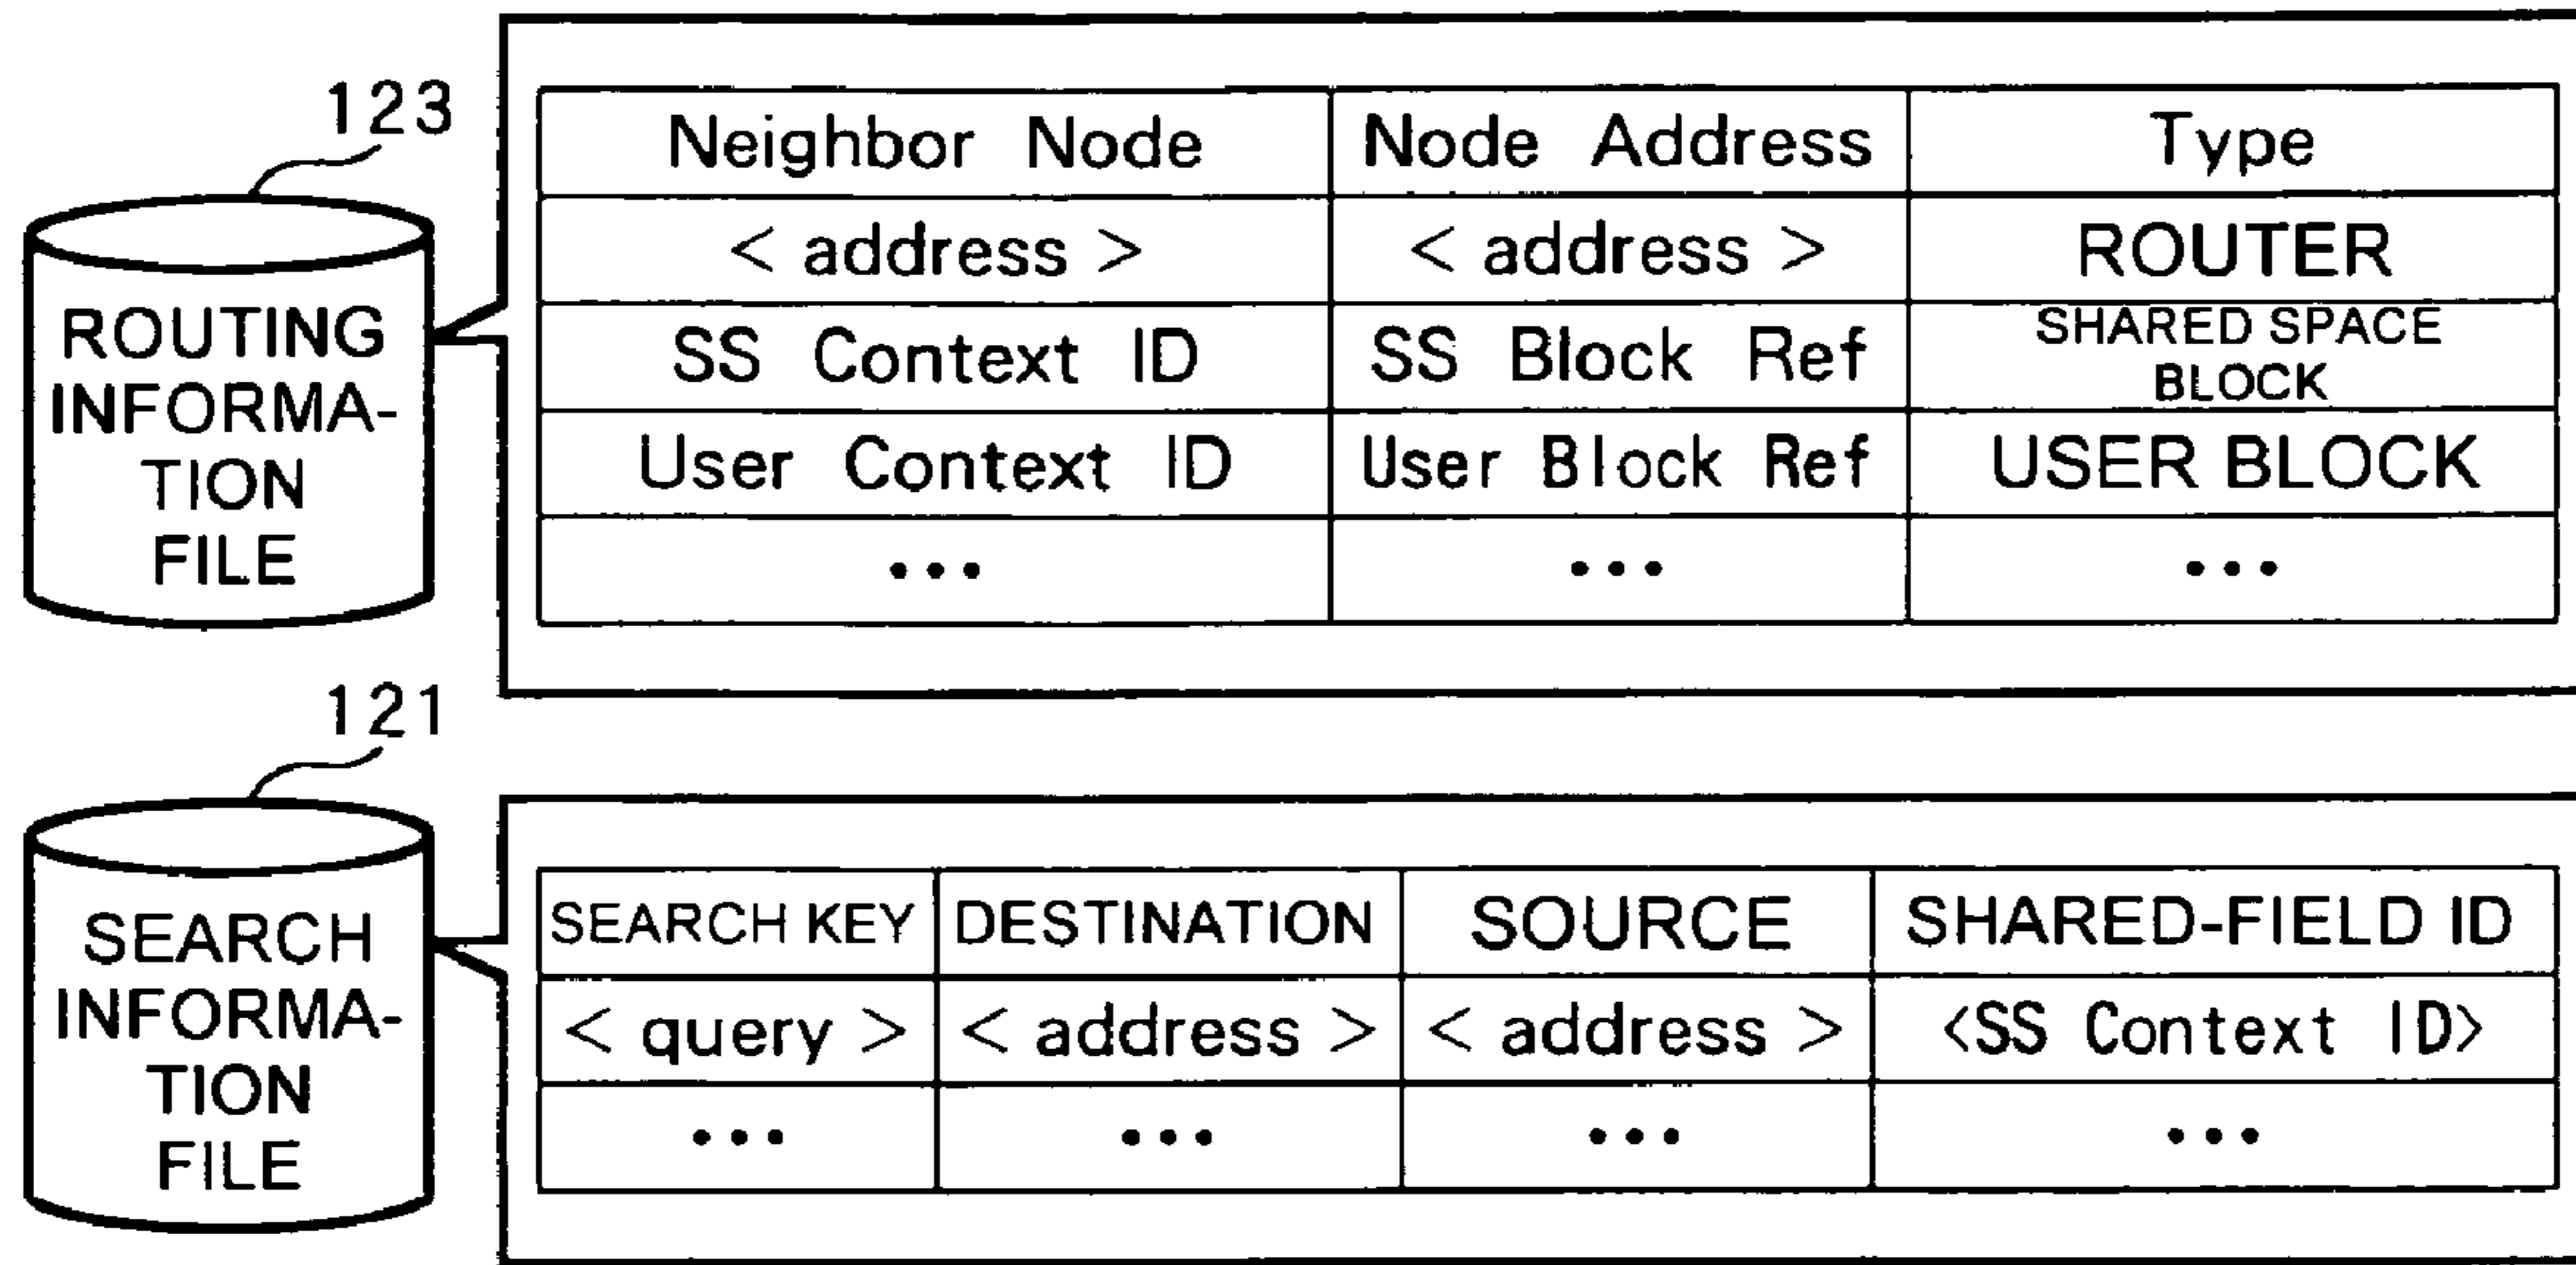 123
ROUTING
INFORMA-
TION
FILE
Neighbor Node Node Address Type
< address > < address > ROUTER
SS Context ID SS Block Ref SHARED SPACE
BLOCK
User Context ID User Block Ref USER BLOCK
••• ••• •••
121
SEARCH
INFORMA-
TION
FILE
SEARCH KEY DESTINATION SOURCE SHARED-FIELD ID
< query > < address > < address > <SS Context ID>
••• ••• ••• •••